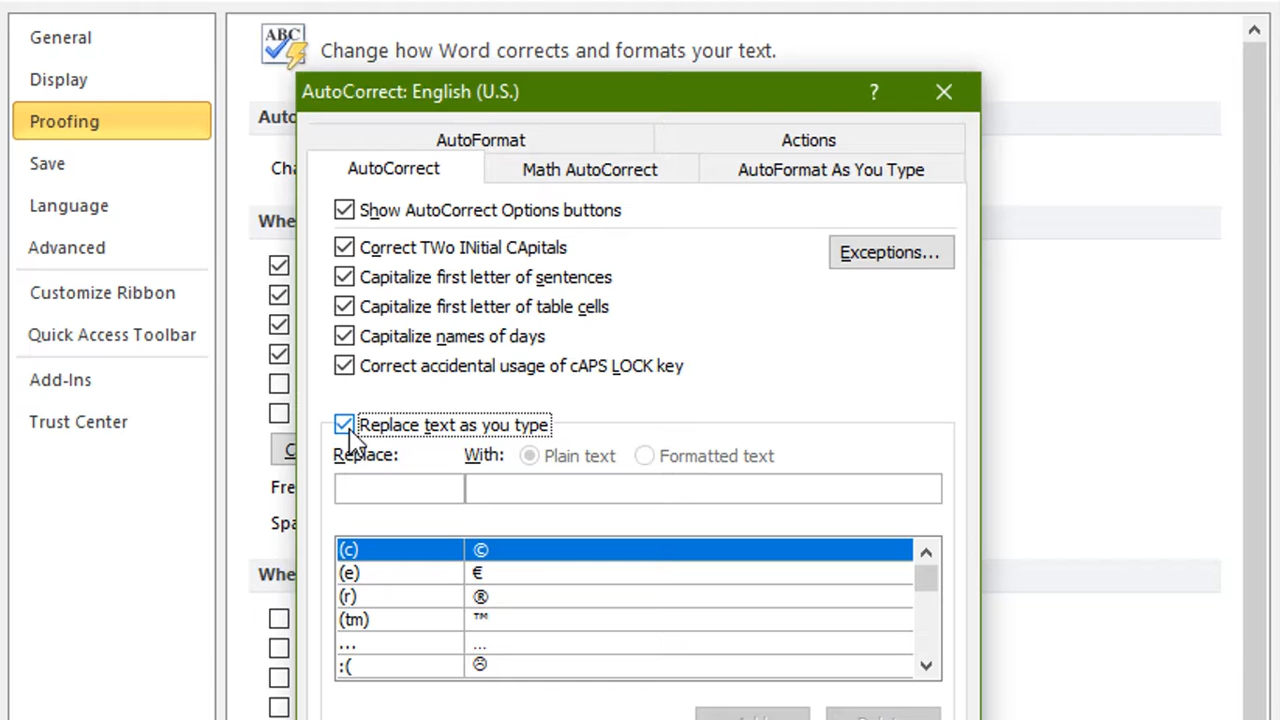 General
Display
Proofing
Save
Language
Advanced
Customize Ribbon
Quick Access Toolbar
Add-Ins
Trust Center
ABC
Change how Word corrects and formats your text.
AutoCorrect: English (U.S.)
?
AutoFormat
Actions
AutoCorrect
Math AutoCorrect
AutoFormat As You Type
Show AutoCorrect Options buttons
Correct TWo INitial CApitals
Exceptions...
Capitalize first letter of sentences
Capitalize first letter of table cells
Capitalize names of days
Correct accidental usage of cAPS LOCK key
Replace text as you type
Replace: With: Plain text Formatted text
(c) ©
(e) €
(r) ®
(tm) ™
... …
:( ☹